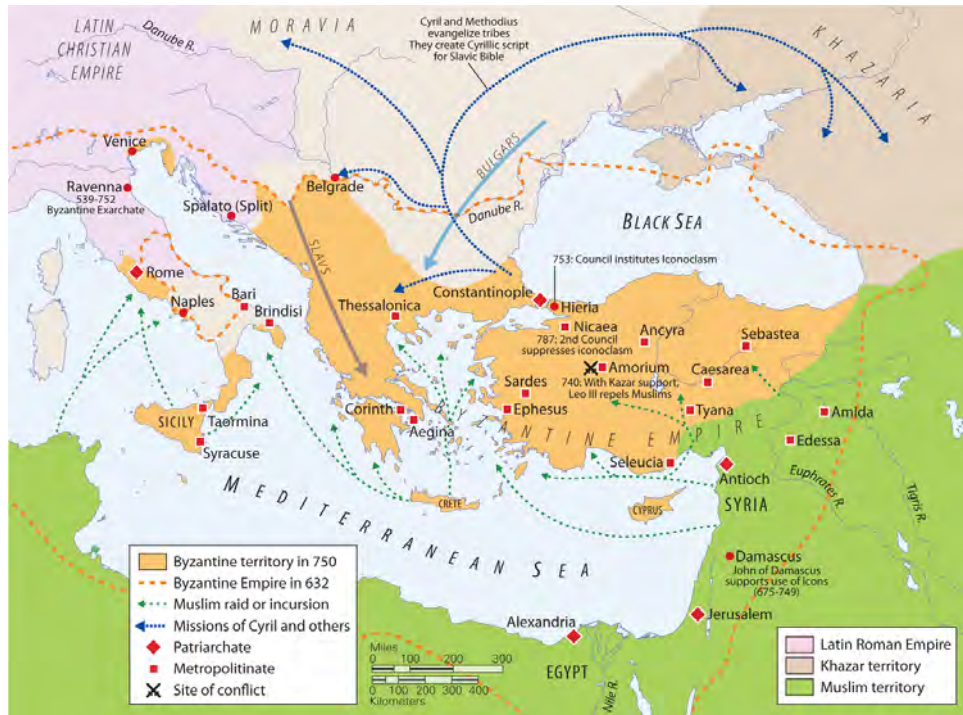 LATIN
CHRISTIAN
EMPIRE
Danube R.
MORAVIA
Cyril and Methodius
evangelize tribes
They create Cyrillic script
for Slavic Bible
KHAZARIA
Venice
Ravenna
539-752
Byzantine Exarchate
Spalato (Split)
Belgrade
BULGARS
Danube R.
BLACK SEA
SLAVS
Rome
Naples
Bari
Brindisi
Thessalonica
Constantinople
753: Council institutes Iconoclasm
Hieria
Nicaea
787: 2nd Council
suppresses iconoclasm
Ancyra
Sebastea
Amorium
740: With Kazar support,
Leo III repels Muslims
Caesarea
Sardes
Ephesus
Tyana
Amida
Edessa
BYZANTINE EMPIRE
Corinth
Aegina
SICILY
Taormina
Syracuse
Seleucia
Antioch
SYRIA
Euphrates R.
Tigris R.
CRETE
CYPRUS
MEDITERRANEAN SEA
Damascus
John of Damascus
supports use of Icons
(675-749)
Jerusalem
Alexandria
EGYPT
Nile R.
Byzantine territory in 750
Byzantine Empire in 632
Muslim raid or incursion
Missions of Cyril and others
Patriarchate
Metropolitinate
Site of conflict
Miles
0 100 200 300
0 100 200 300 400
Kilometers
Latin Roman Empire
Khazar territory
Muslim territory